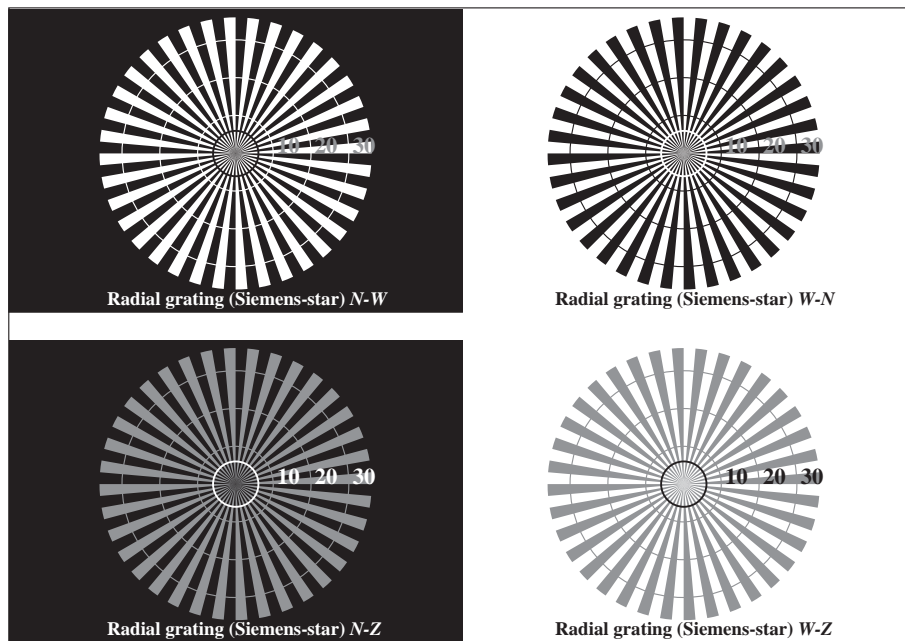 10 20 30
Radial grating (Siemens-star) N-W
10 20 30
Radial grating (Siemens-star) W-N
10 20 30
Radial grating (Siemens-star) N-Z
10 20 30
Radial grating (Siemens-star) W-Z